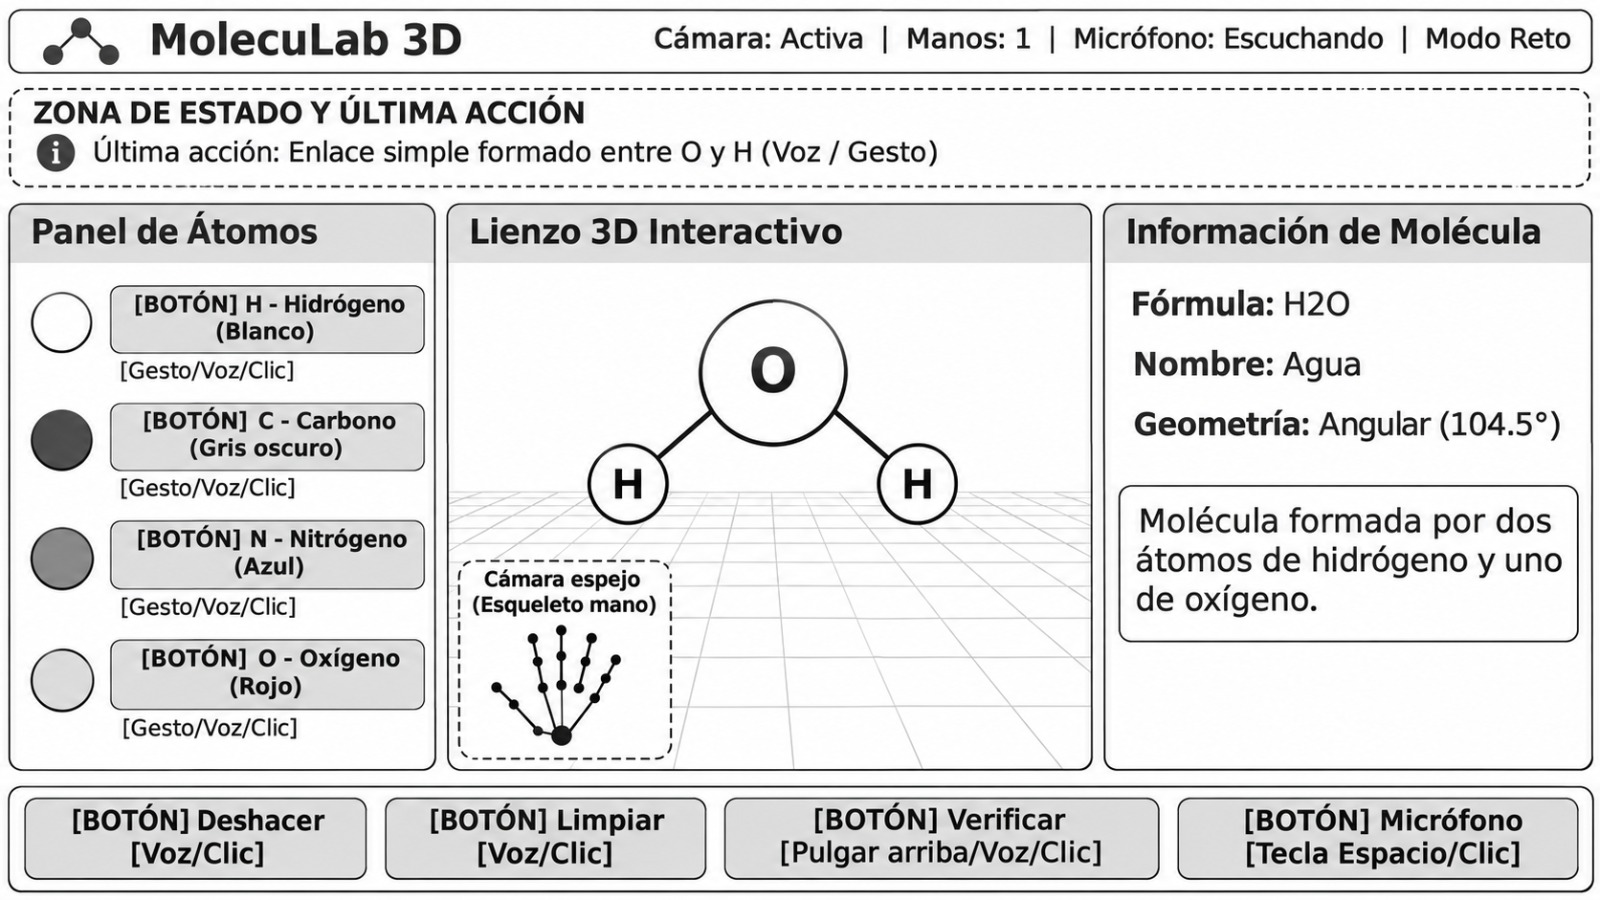 MolecuLab 3D
Cámara: Activa | Manos: 1 | Micrófono: Escuchando | Modo Reto
ZONA DE ESTADO Y ÚLTIMA ACCIÓN
i Última acción: Enlace simple formado entre O y H (Voz / Gesto)
Panel de Átomos
[BOTÓN] H - Hidrógeno
(Blanco)
[Gesto/Voz/Clic]
[BOTÓN] C - Carbono
(Gris oscuro)
[Gesto/Voz/Clic]
[BOTÓN] N - Nitrógeno
(Azul)
[Gesto/Voz/Clic]
[BOTÓN] O - Oxígeno
(Rojo)
[Gesto/Voz/Clic]
Lienzo 3D Interactivo
O
H
H
Cámara espejo
(Esqueleto mano)
Información de Molécula
Fórmula: H2O
Nombre: Agua
Geometría: Angular (104.5°)
Molécula formada por dos
átomos de hidrógeno y uno
de oxígeno.
[BOTÓN] Deshacer
[Voz/Clic]
[BOTÓN] Limpiar
[Voz/Clic]
[BOTÓN] Verificar
[Pulgar arriba/Voz/Clic]
[BOTÓN] Micrófono
[Tecla Espacio/Clic]